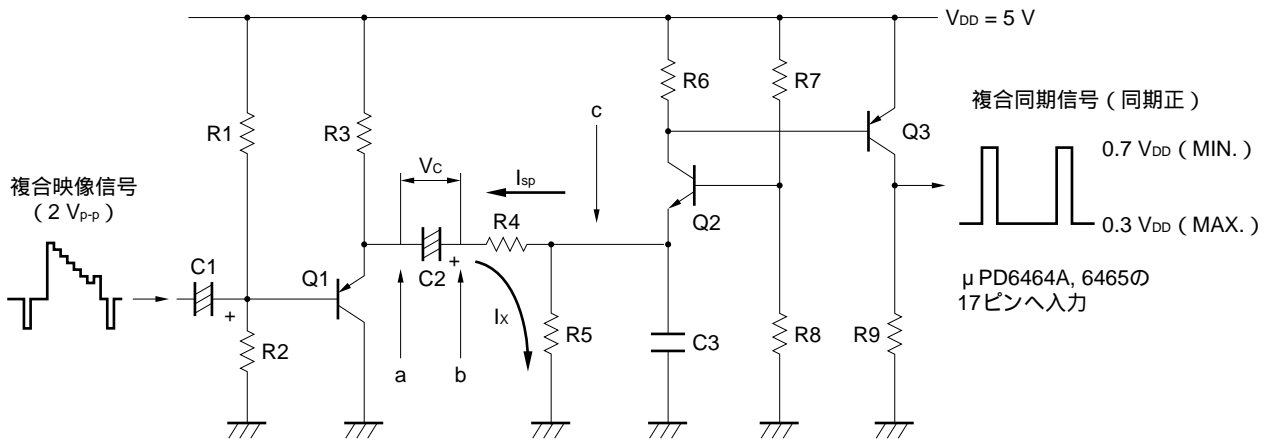 VDD = 5 V
R6
R7
複合同期信号（同期正）
R1
R3
c
Q3
0.7 VDD（MIN.）
複合映像信号
（2 Vp-p）
VC
Isp
Q2
R4
0.3 VDD（MAX.）
C1
Q1
C2
+
μPD6464A, 6465の
17ピンへ入力
+
IX
R2
R5
C3
R8
R9
a
b